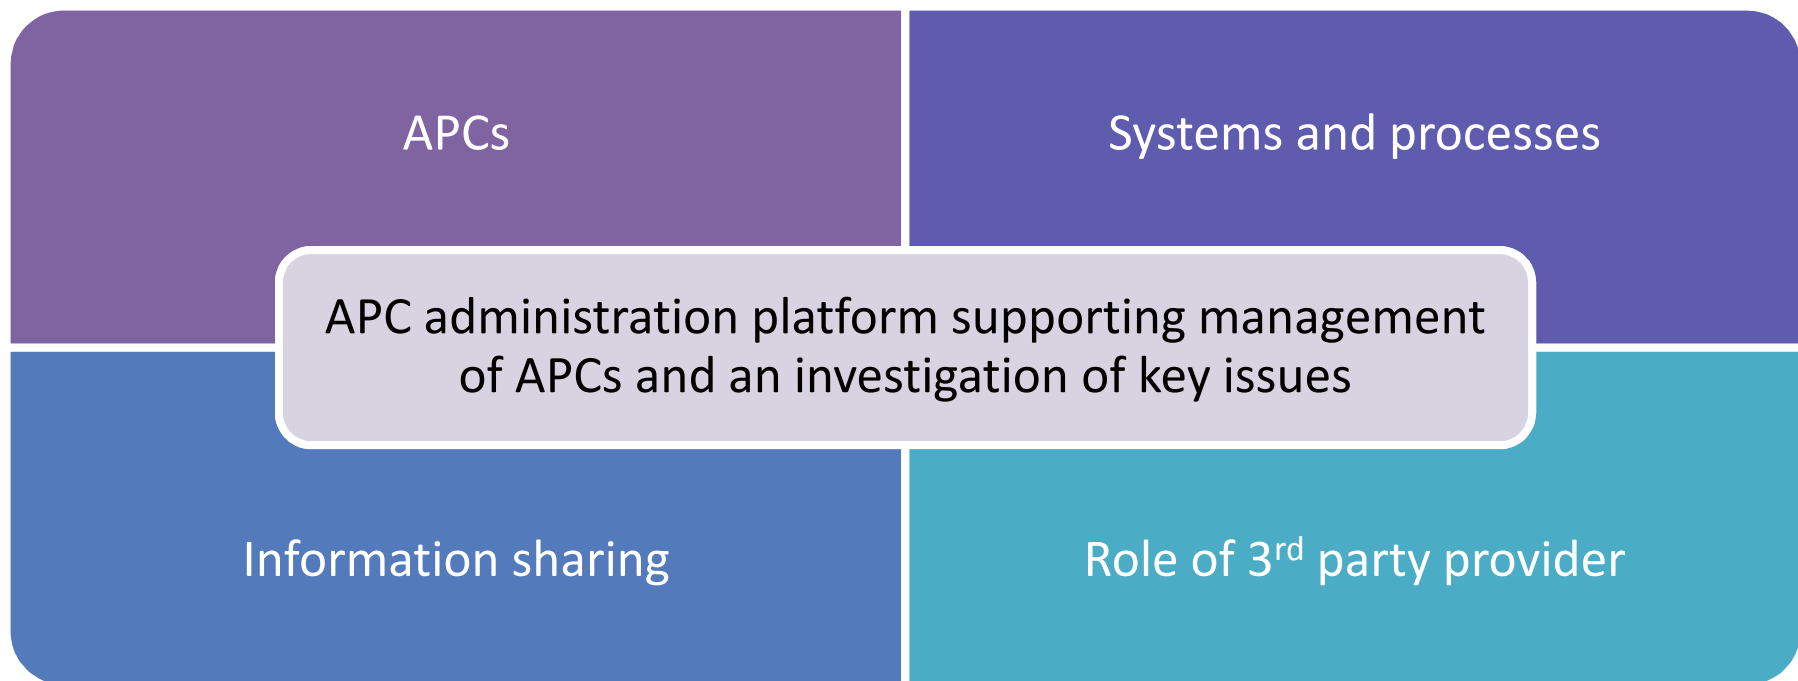 APCs
Systems and processes
APC administration platform supporting management
of APCs and an investigation of key issues
Information sharing
Role of 3rd party provider